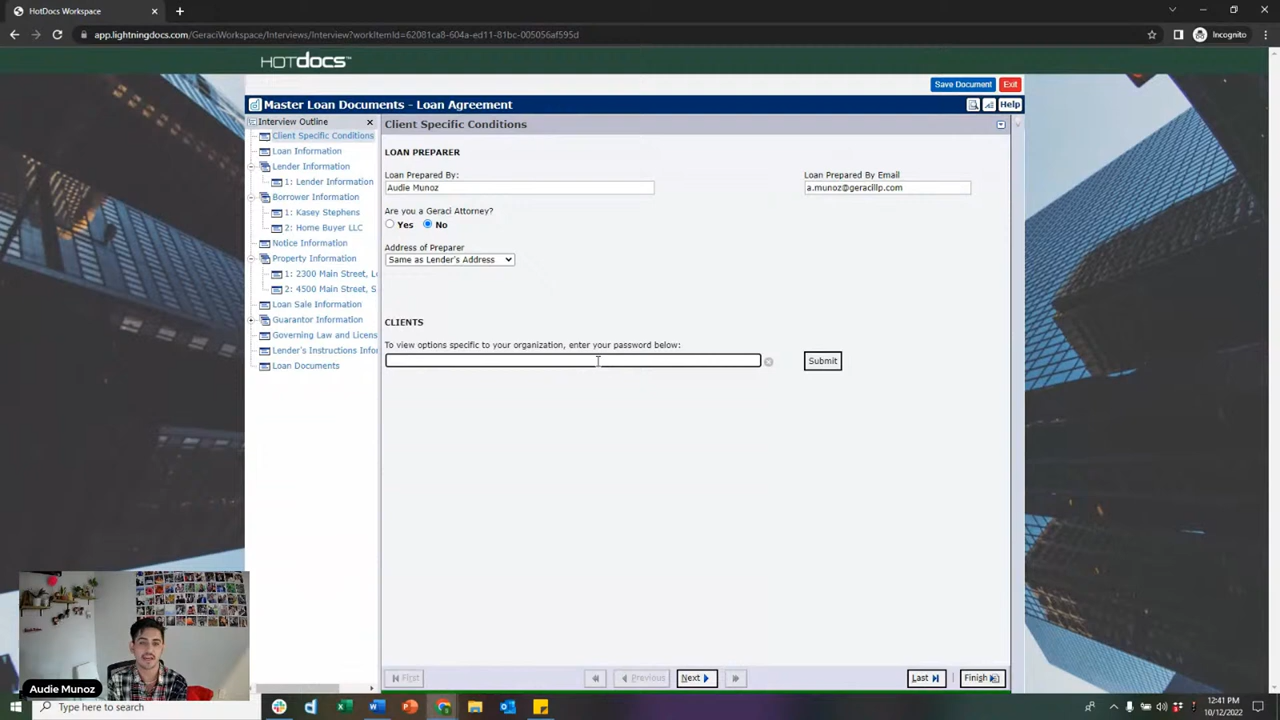 HotDocs Workspace
Incognito
app.lightningdocs.com/GeraciWorkspace/Interviews/Interview?workItemId=62081ca8-604a-ed11-81bc-005056af595d
HOTDOCS™
Save Document Exit
Master Loan Documents - Loan Agreement
Help
Interview Outline
Client Specific Conditions
Loan Information
Lender Information
1: Lender Information
Borrower Information
1: Kasey Stephens
2: Home Buyer LLC
Notice Information
Property Information
1: 2300 Main Street, L
2: 4500 Main Street, S
Loan Sale Information
Guarantor Information
Governing Law and Licens
Lender's Instructions Infor
Loan Documents
Client Specific Conditions
LOAN PREPARER
Loan Prepared By:
Audie Munoz
Loan Prepared By Email
a.munoz@geracillp.com
Are you a Geraci Attorney?
Yes No
Address of Preparer
Same as Lender's Address
CLIENTS
To view options specific to your organization, enter your password below:
Submit
First Previous Next Last Finish
Audie Munoz
Type here to search
12:41 PM
10/12/2022